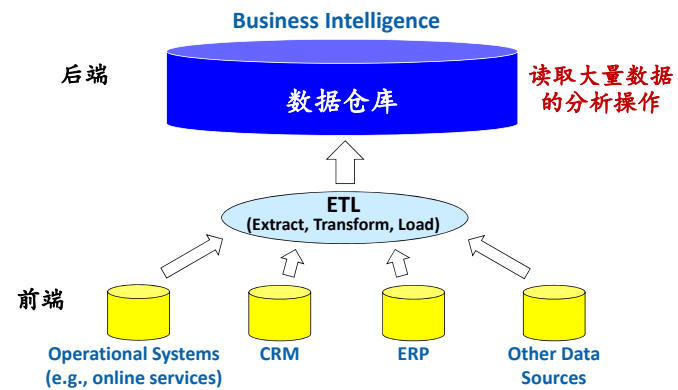 Business Intelligence
后端
数据仓库
读取大量数据
的分析操作
ETL
(Extract, Transform, Load)
前端
Operational Systems
(e.g., online services)
CRM
ERP
Other Data
Sources